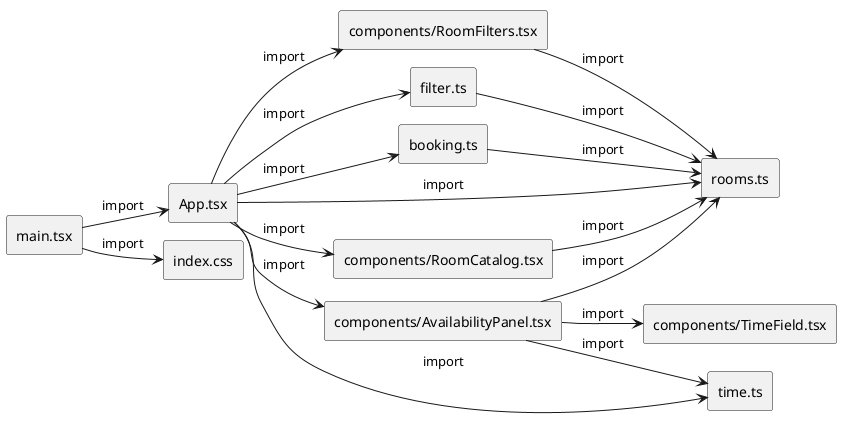 components/RoomFilters.tsx
import
import
filter.ts
import
import
booking.ts
import
import
import
rooms.ts
import
App.tsx
main.tsx
import
import
import
index.css
components/RoomCatalog.tsx
import
import
components/AvailabilityPanel.tsx
import
components/TimeField.tsx
import
import
time.ts